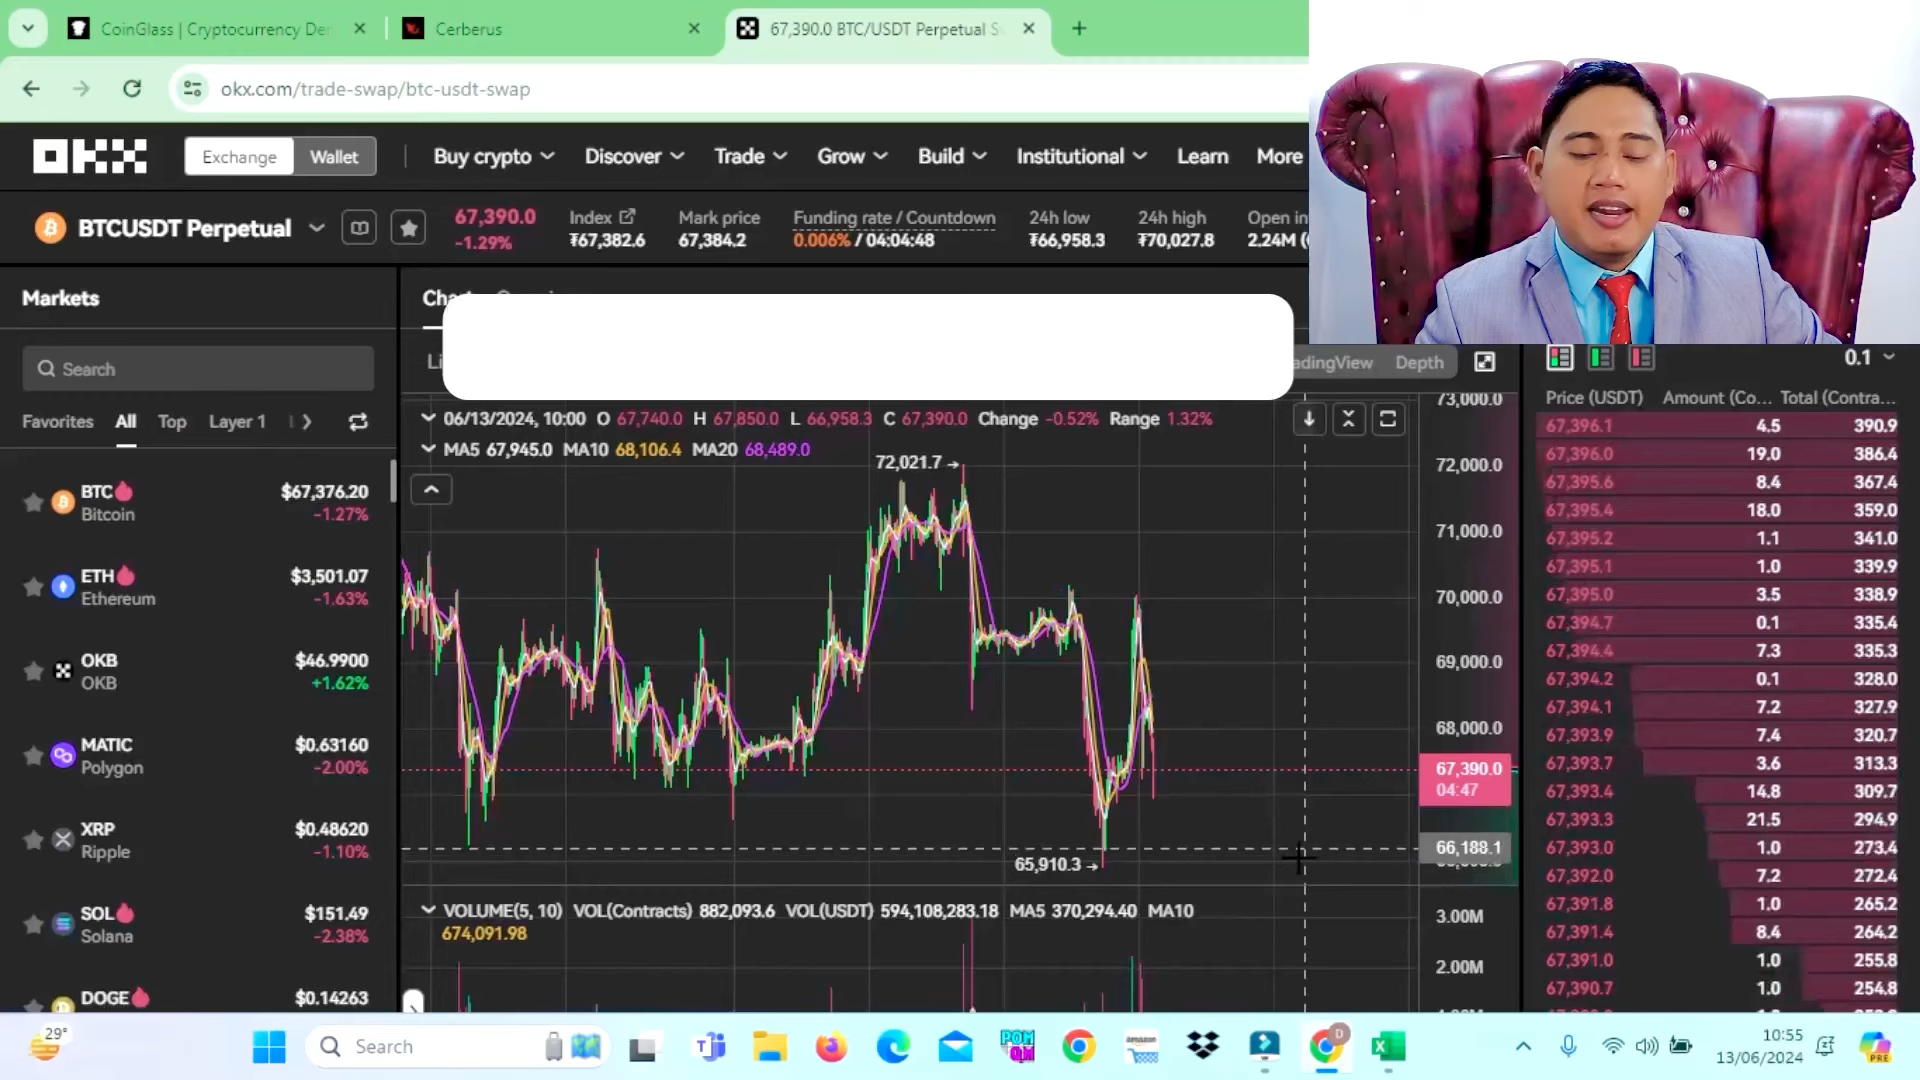 CoinGlass | Cryptocurrency Der
Cerberus
67,390.0 BTC/USDT Perpetual S
okx.com/trade-swap/btc-usdt-swap
OKX
Exchange
Wallet
Buy crypto
Discover
Trade
Grow
Build
Institutional
Learn
More
BTCUSDT Perpetual
67,390.0
-1.29%
Index
₮67,382.6
Mark price
67,384.2
Funding rate / Countdown
0.006% / 04:04:48
24h low
₮66,958.3
24h high
₮70,027.8
Open in
2.24M (
Markets
Search
Favorites
All
Top
Layer 1
BTC
Bitcoin
$67,376.20
-1.27%
ETH
Ethereum
$3,501.07
-1.63%
OKB
OKB
$46.9900
+1.62%
MATIC
Polygon
$0.63160
-2.00%
XRP
Ripple
$0.48620
-1.10%
SOL
Solana
$151.49
-2.38%
DOGE
$0.14263
Depth
06/13/2024, 10:00 O 67,740.0 H 67,850.0 L 66,958.3 C 67,390.0 Change -0.52% Range 1.32%
MA5 67,945.0 MA10 68,106.4 MA20 68,489.0
72,021.7
65,910.3
73,000.0
72,000.0
71,000.0
70,000.0
69,000.0
68,000.0
67,390.0
04:47
66,188.1
VOLUME(5, 10) VOL(Contracts) 882,093.6 VOL(USDT) 594,108,283.18 MA5 370,294.40 MA10
674,091.98
3.00M
2.00M
0.1
Price (USDT) Amount (Co... Total (Contra...
67,396.1 4.5 390.9
67,396.0 19.0 386.4
67,395.6 8.4 367.4
67,395.4 18.0 359.0
67,395.2 1.1 341.0
67,395.1 1.0 339.9
67,395.0 3.5 338.9
67,394.7 0.1 335.4
67,394.4 7.3 335.3
67,394.2 0.1 328.0
67,394.1 7.2 327.9
67,393.9 7.4 320.7
67,393.7 3.6 313.3
67,393.4 14.8 309.7
67,393.3 21.5 294.9
67,393.0 1.0 273.4
67,392.0 7.2 272.4
67,391.8 1.0 265.2
67,391.4 8.4 264.2
67,391.0 1.0 255.8
67,390.7 1.0 254.8
29°
Search
10:55
13/06/2024
PRE